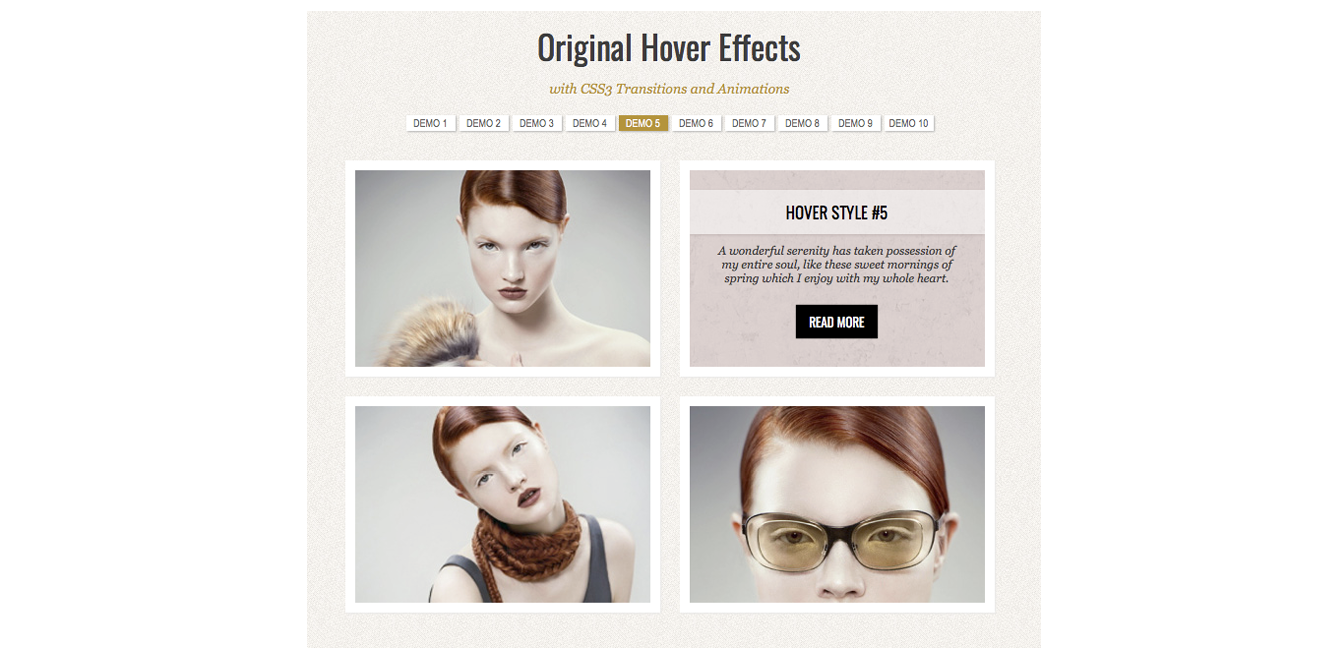 Original Hover Effects
with CSS3 Transitions and Animations
DEMO 1 DEMO 2 DEMO 3 DEMO 4 DEMO 5 DEMO 6 DEMO 7 DEMO 8 DEMO 9 DEMO 10
HOVER STYLE #5
A wonderful serenity has taken possession of
my entire soul, like these sweet mornings of
spring which I enjoy with my whole heart.
READ MORE